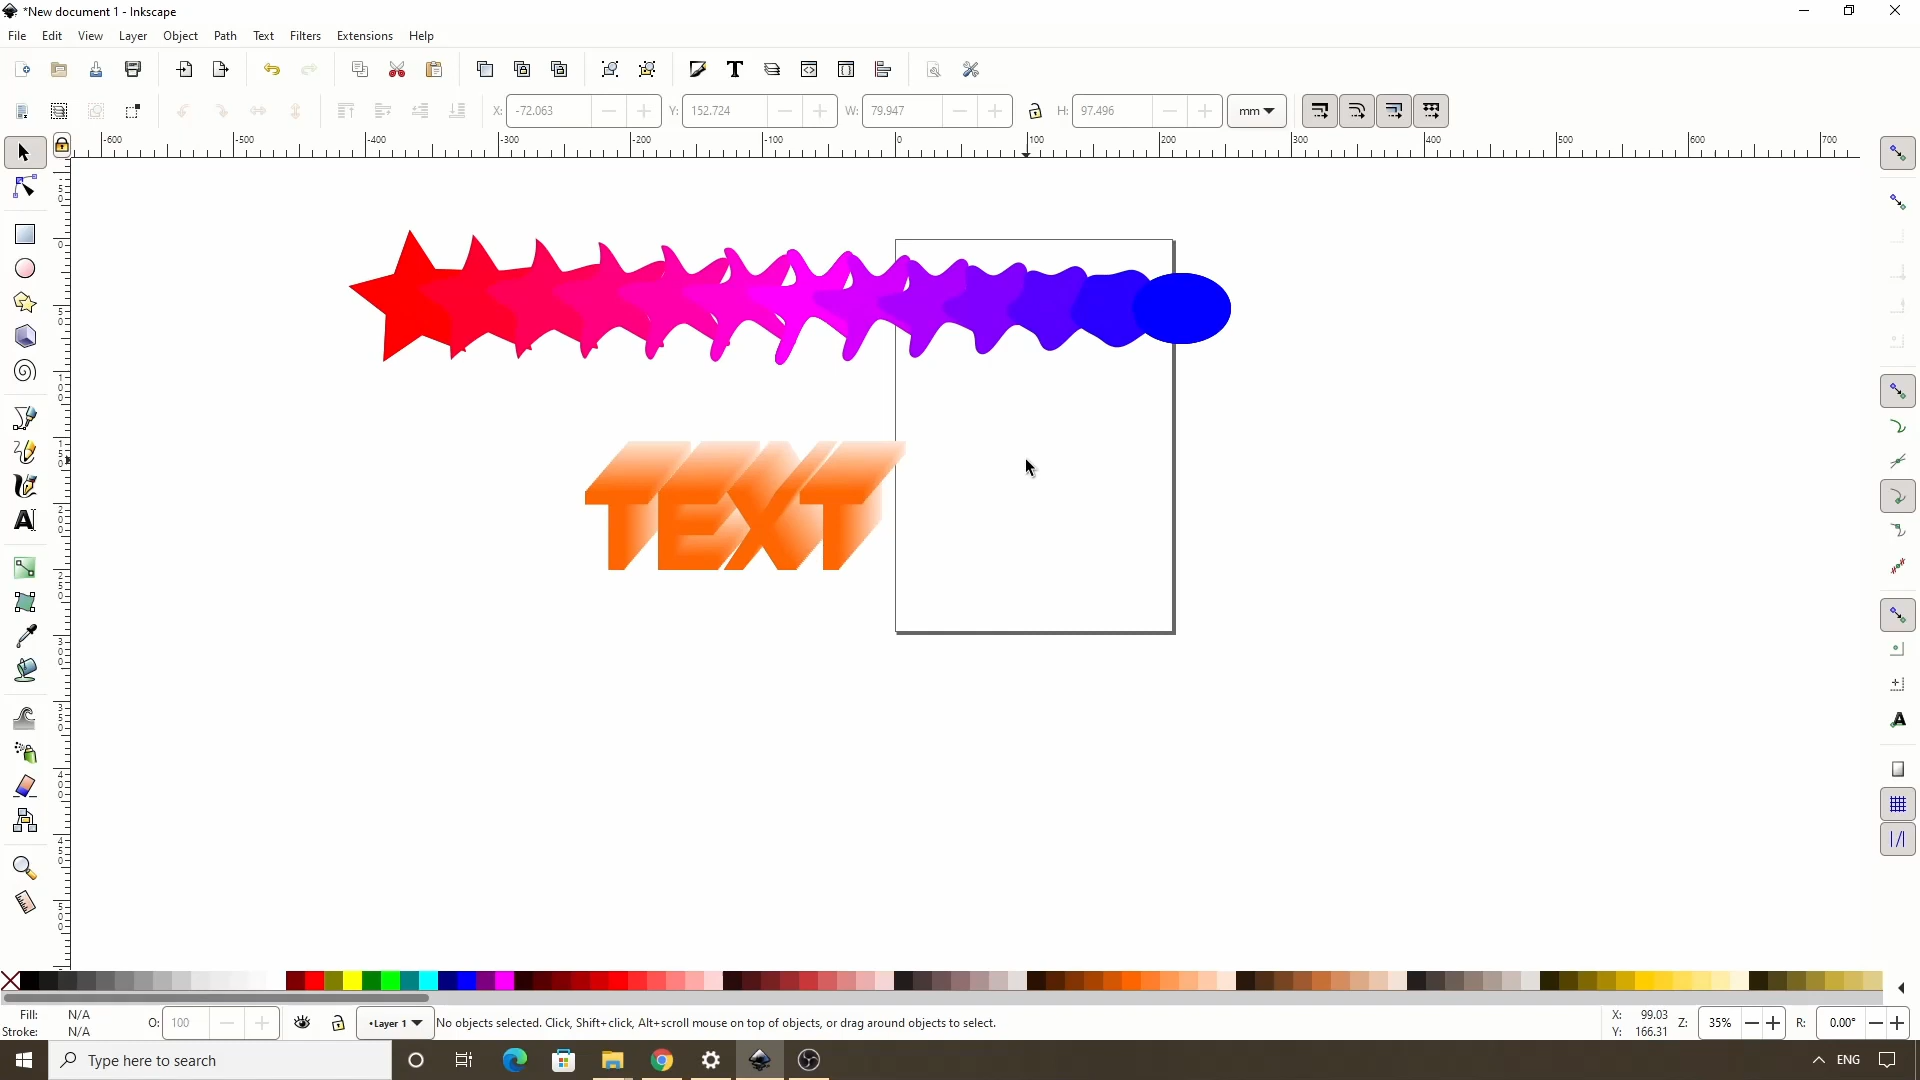 *New document 1 - Inkscape
File Edit View Layer Object Path Text Filters Extensions Help
X: -72.063 Y: 152.724 W: 79.947 H: 97.496 mm
-600 -500 -400 -300 -200 -100 0 100 200 300 400 500 600 700
TEXT
Fill: N/A
Stroke: N/A
O: 100
•Layer 1
No objects selected. Click, Shift+click, Alt+scroll mouse on top of objects, or drag around objects to select.
X: 99.03
Y: 166.31
Z: 35%
R: 0.00°
Type here to search
ENG